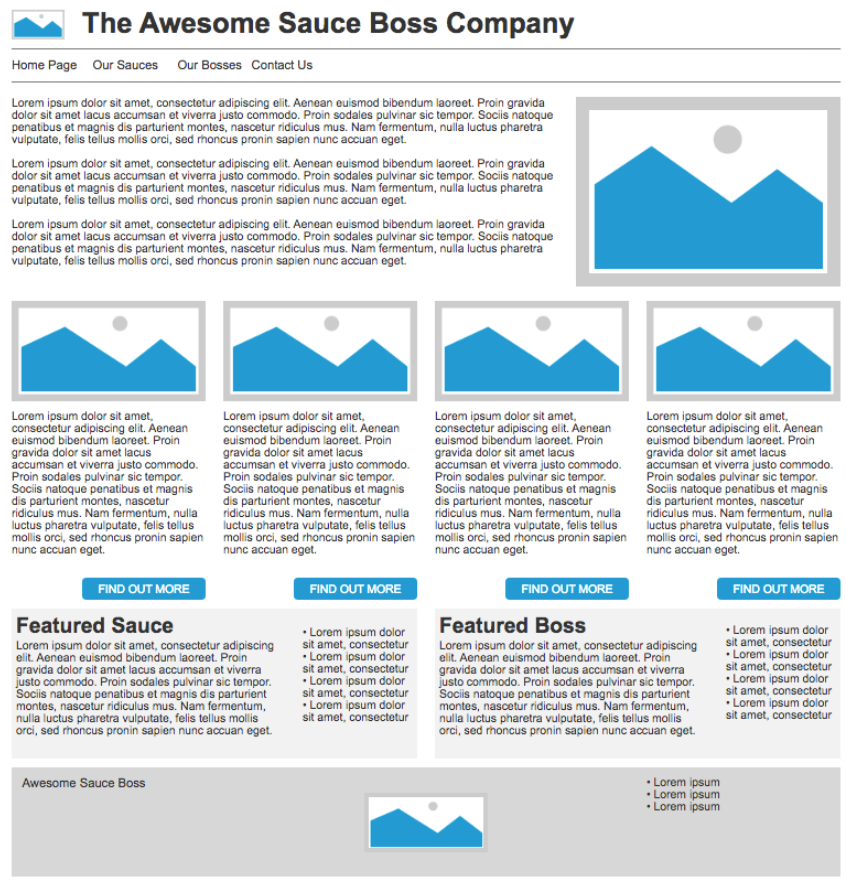 The Awesome Sauce Boss Company
Home Page Our Sauces Our Bosses Contact Us
Lorem ipsum dolor sit amet, consectetur adipiscing elit. Aenean euismod bibendum laoreet. Proin gravida
dolor sit amet lacus accumsan et viverra justo commodo. Proin sodales pulvinar sic tempor. Sociis natoque
penatibus et magnis dis parturient montes, nascetur ridiculus mus. Nam fermentum, nulla luctus pharetra
vulputate, felis tellus mollis orci, sed rhoncus pronin sapien nunc accuan eget.
Lorem ipsum dolor sit amet, consectetur adipiscing elit. Aenean euismod bibendum laoreet. Proin gravida
dolor sit amet lacus accumsan et viverra justo commodo. Proin sodales pulvinar sic tempor. Sociis natoque
penatibus et magnis dis parturient montes, nascetur ridiculus mus. Nam fermentum, nulla luctus pharetra
vulputate, felis tellus mollis orci, sed rhoncus pronin sapien nunc accuan eget.
Lorem ipsum dolor sit amet, consectetur adipiscing elit. Aenean euismod bibendum laoreet. Proin gravida
dolor sit amet lacus accumsan et viverra justo commodo. Proin sodales pulvinar sic tempor. Sociis natoque
penatibus et magnis dis parturient montes, nascetur ridiculus mus. Nam fermentum, nulla luctus pharetra
vulputate, felis tellus mollis orci, sed rhoncus pronin sapien nunc accuan eget.
Lorem ipsum dolor sit amet,
consectetur adipiscing elit. Aenean
euismod bibendum laoreet. Proin
gravida dolor sit amet lacus
accumsan et viverra justo commodo.
Proin sodales pulvinar sic tempor.
Sociis natoque penatibus et magnis
dis parturient montes, nascetur
ridiculus mus. Nam fermentum, nulla
luctus pharetra vulputate, felis tellus
mollis orci, sed rhoncus pronin sapien
nunc accuan eget.
FIND OUT MORE
Lorem ipsum dolor sit amet,
consectetur adipiscing elit. Aenean
euismod bibendum laoreet. Proin
gravida dolor sit amet lacus
accumsan et viverra justo commodo.
Proin sodales pulvinar sic tempor.
Sociis natoque penatibus et magnis
dis parturient montes, nascetur
ridiculus mus. Nam fermentum, nulla
luctus pharetra vulputate, felis tellus
mollis orci, sed rhoncus pronin sapien
nunc accuan eget.
FIND OUT MORE
Lorem ipsum dolor sit amet,
consectetur adipiscing elit. Aenean
euismod bibendum laoreet. Proin
gravida dolor sit amet lacus
accumsan et viverra justo commodo.
Proin sodales pulvinar sic tempor.
Sociis natoque penatibus et magnis
dis parturient montes, nascetur
ridiculus mus. Nam fermentum, nulla
luctus pharetra vulputate, felis tellus
mollis orci, sed rhoncus pronin sapien
nunc accuan eget.
FIND OUT MORE
Lorem ipsum dolor sit amet,
consectetur adipiscing elit. Aenean
euismod bibendum laoreet. Proin
gravida dolor sit amet lacus
accumsan et viverra justo commodo.
Proin sodales pulvinar sic tempor.
Sociis natoque penatibus et magnis
dis parturient montes, nascetur
ridiculus mus. Nam fermentum, nulla
luctus pharetra vulputate, felis tellus
mollis orci, sed rhoncus pronin sapien
nunc accuan eget.
FIND OUT MORE
Featured Sauce
Lorem ipsum dolor sit amet, consectetur adipiscing
elit. Aenean euismod bibendum laoreet. Proin
gravida dolor sit amet lacus accumsan et viverra
justo commodo. Proin sodales pulvinar sic tempor.
Sociis natoque penatibus et magnis dis parturient
montes, nascetur ridiculus mus. Nam fermentum,
nulla luctus pharetra vulputate, felis tellus mollis
orci, sed rhoncus pronin sapien nunc accuan eget.
• Lorem ipsum dolor
sit amet, consectetur
• Lorem ipsum dolor
sit amet, consectetur
• Lorem ipsum dolor
sit amet, consectetur
• Lorem ipsum dolor
sit amet, consectetur
Featured Boss
Lorem ipsum dolor sit amet, consectetur adipiscing
elit. Aenean euismod bibendum laoreet. Proin
gravida dolor sit amet lacus accumsan et viverra
justo commodo. Proin sodales pulvinar sic tempor.
Sociis natoque penatibus et magnis dis parturient
montes, nascetur ridiculus mus. Nam fermentum,
nulla luctus pharetra vulputate, felis tellus mollis
orci, sed rhoncus pronin sapien nunc accuan eget.
• Lorem ipsum dolor
sit amet, consectetur
• Lorem ipsum dolor
sit amet, consectetur
• Lorem ipsum dolor
sit amet, consectetur
• Lorem ipsum dolor
sit amet, consectetur
Awesome Sauce Boss
• Lorem ipsum
• Lorem ipsum
• Lorem ipsum